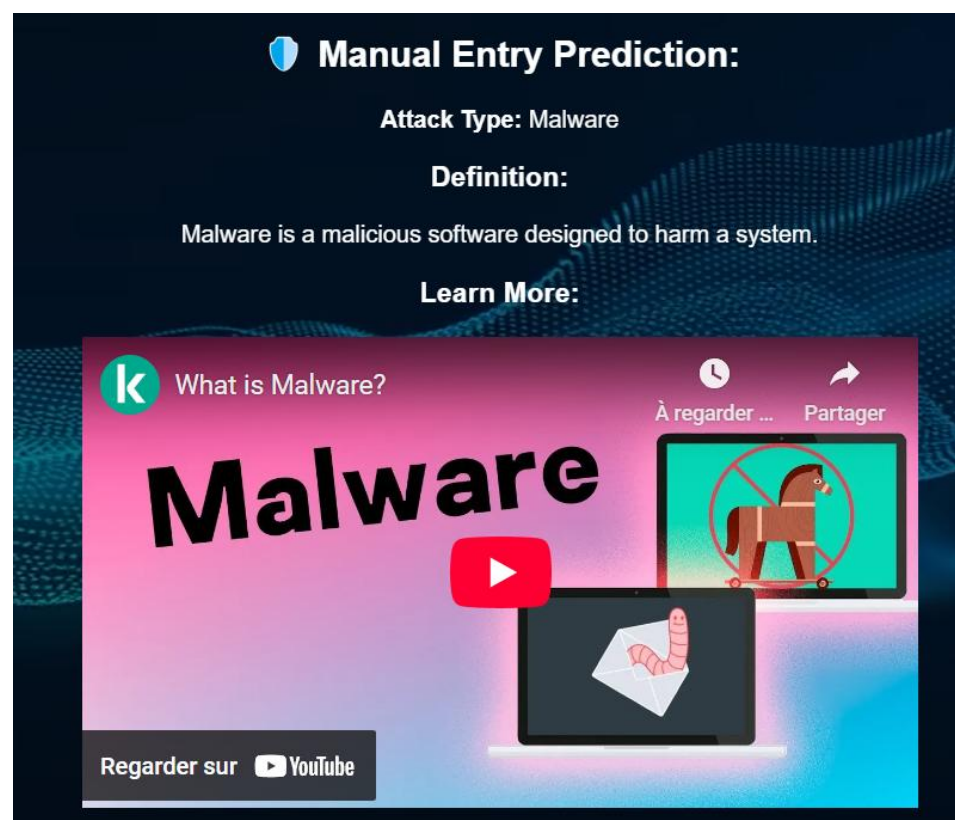 Manual Entry Prediction:
Attack Type: Malware
Definition:
Malware is a malicious software designed to harm a system.
Learn More:
k What is Malware?
À regarder ... Partager
Malware
Regarder sur YouTube